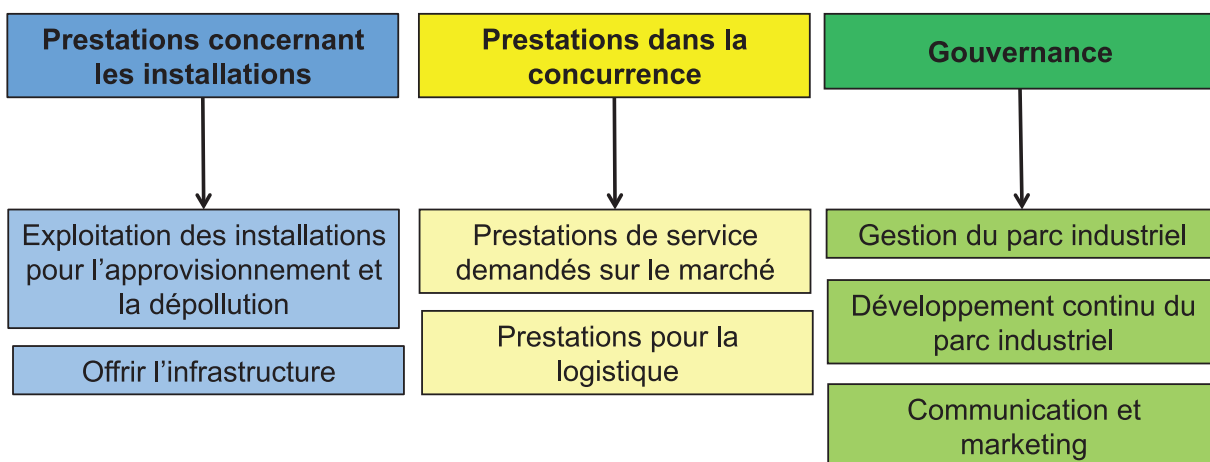 Prestations concernant
les installations
Prestations dans la
concurrence
Gouvernance
Exploitation des installations
pour l’approvisionnement et
la dépollution
Offrir l’infrastructure
Prestations de service
demandés sur le marché
Prestations pour la
logistique
Gestion du parc industriel
Développement continu du
parc industriel
Communication et
marketing